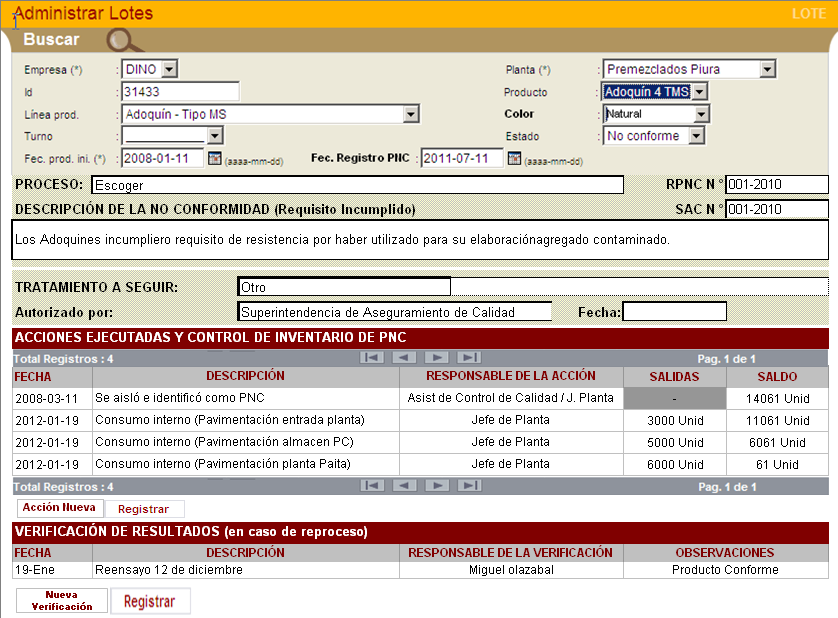 Administrar Lotes LOTE
Buscar
Empresa (*) : DINO Planta (*) : Premezclados Piura
Id : 31433 Producto : Adoquín 4 TMS
Línea prod. : Adoquín - Tipo MS Color : Natural
Turno : Estado : No conforme
Fec. prod. ini. (*) : 2008-01-11 (aaaa-mm-dd) Fec. Registro PNC : 2011-07-11 (aaaa-mm-dd)
PROCESO: Escoger RPNC N° 001-2010
DESCRIPCIÓN DE LA NO CONFORMIDAD (Requisito Incumplido) SAC N° 001-2010
Los Adoquines incumpliero requisito de resistencia por haber utilizado para su elaboraciónagregado contaminado.
TRATAMIENTO A SEGUIR: Otro
Autorizado por: Superintendencia de Aseguramiento de Calidad Fecha:
ACCIONES EJECUTADAS Y CONTROL DE INVENTARIO DE PNC
Total Registros : 4 Pag. 1 de 1
FECHA DESCRIPCIÓN RESPONSABLE DE LA ACCIÓN SALIDAS SALDO
2008-03-11 Se aisló e identificó como PNC Asist de Control de Calidad / J. Planta - 14061 Unid
2012-01-19 Consumo interno (Pavimentación entrada planta) Jefe de Planta 3000 Unid 11061 Unid
2012-01-19 Consumo interno (Pavimentación almacen PC) Jefe de Planta 5000 Unid 6061 Unid
2012-01-19 Consumo interno (Pavimentación planta Paita) Jefe de Planta 6000 Unid 61 Unid
Total Registros : 4 Pag. 1 de 1
Acción Nueva Registrar
VERIFICACIÓN DE RESULTADOS (en caso de reproceso)
FECHA DESCRIPCIÓN RESPONSABLE DE LA VERIFICACIÓN OBSERVACIONES
19-Ene Reensayo 12 de diciembre Miguel olazabal Producto Conforme
Nueva
Verificación Registrar